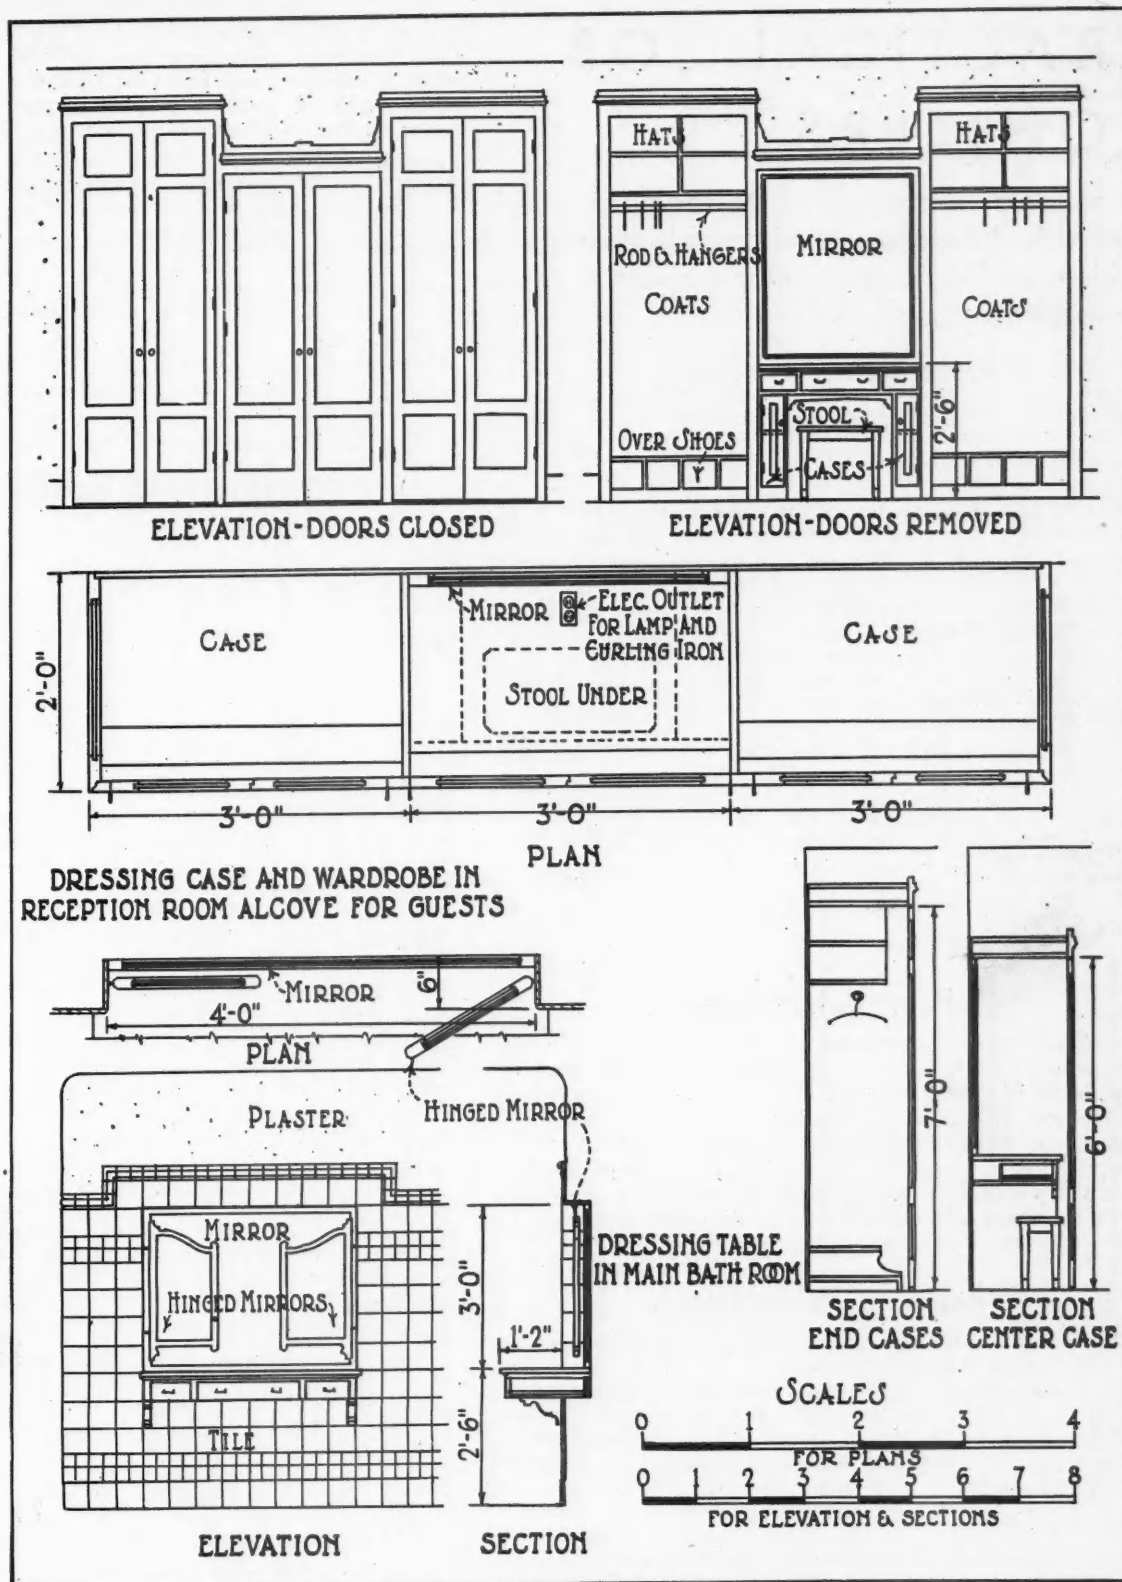 HATS
HATS
ROD & HANGERS
MIRROR
COATS
COATS
2'-6"
STOOL
OVER SHOES
CASES
ELEVATION-DOORS CLOSED
ELEVATION-DOORS REMOVED
2'-0"
CASE
MIRROR
ELEC. OUTLET
FOR LAMP AND
CURLING IRON
STOOL UNDER
CASE
3'-0"
3'-0"
3'-0"
PLAN
DRESSING CASE AND WARDROBE IN
RECEPTION ROOM ALCOVE FOR GUESTS
MIRROR
6"
4'-0"
PLAN
HINGED MIRROR
PLASTER
MIRROR
HINGED MIRRORS
TILE
3'-0"
1'-2"
2'-6"
DRESSING TABLE
IN MAIN BATH ROOM
ELEVATION
SECTION
7'-0"
6'-0"
SECTION
END CASES
SECTION
CENTER CASE
SCALES
0 1 2 3 4
FOR PLANS
0 1 2 3 4 5 6 7 8
FOR ELEVATION & SECTIONS